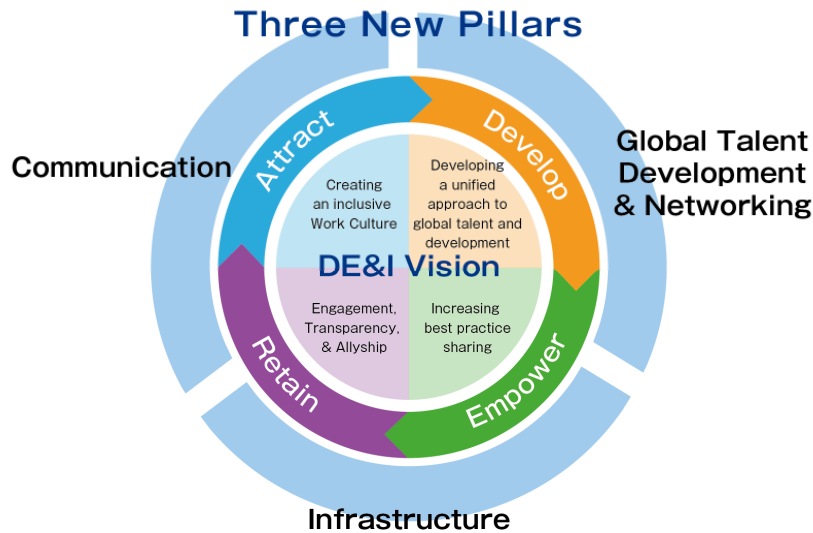 Three New Pillars
Communication
Global Talent
Development
& Networking
Infrastructure
Attract
Develop
Empower
Retain
DE&I Vision
Creating
an inclusive
Work Culture
Developing
a unified
approach to
global talent and
development
Engagement,
Transparency,
& Allyship
Increasing
best practice
sharing